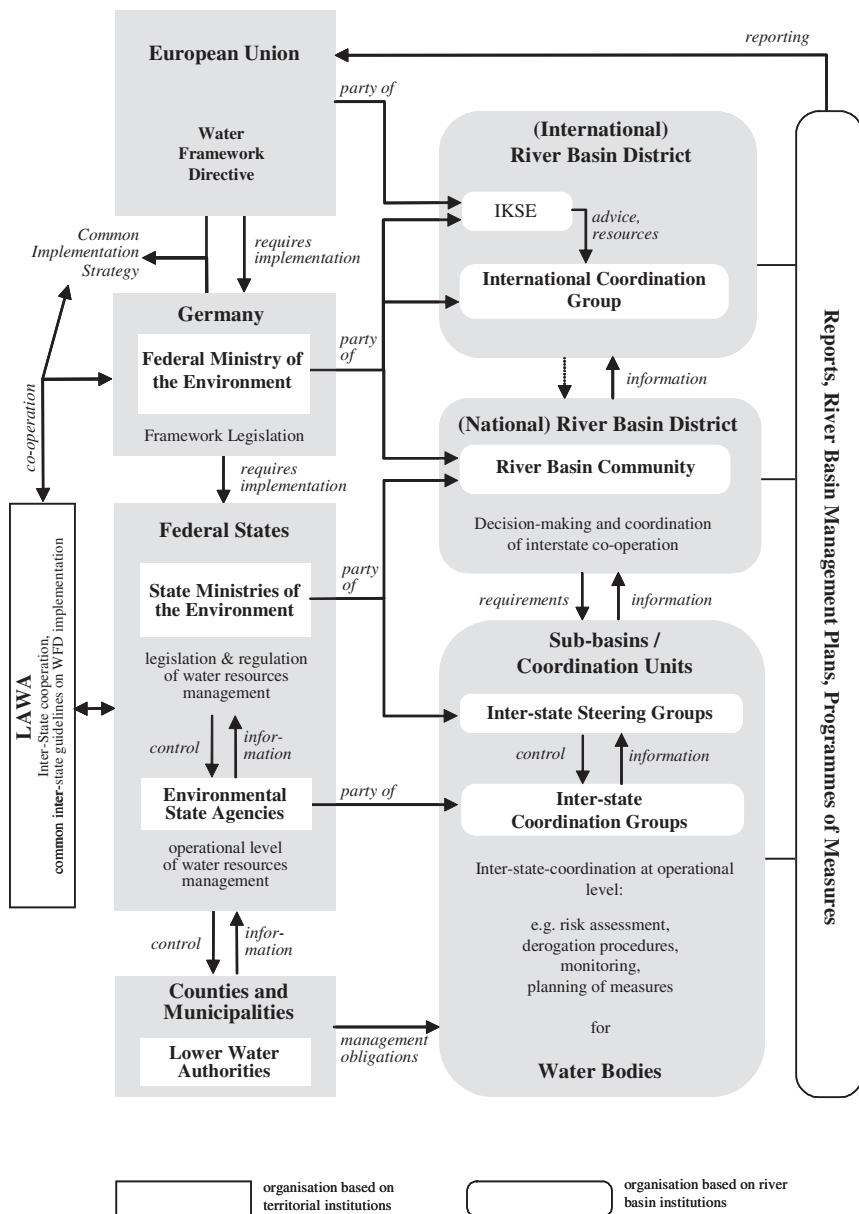 European Union
Water
Framework
Directive
reporting
party of
Common
Implementation
Strategy
requires
implementation
Germany
Federal Ministry of
the Environment
Framework Legislation
party
of
co-operation
requires
implementation
Federal States
State Ministries of
the Environment
legislation & regulation
of water resources
management
control
infor-
mation
Environmental
State Agencies
operational level
of water resources
management
party
of
party of
LAWA
Inter-State cooperation,
common inter-state guidelines on WFD implementation
control
infor-
mation
Counties and
Municipalities
Lower Water
Authorities
management
obligations
(International)
River Basin District
IKSE
advice,
resources
International Coordination
Group
information
(National) River Basin District
River Basin Community
Decision-making and coordination
of interstate co-operation
requirements
information
Sub-basins /
Coordination Units
Inter-state Steering Groups
control
information
Inter-state
Coordination Groups
Inter-state-coordination at operational
level:
e.g. risk assessment,
derogation procedures,
monitoring,
planning of measures
for
Water Bodies
Reports, River Basin Management Plans, Programmes of Measures
organisation based on
territorial institutions
organisation based on river
basin institutions